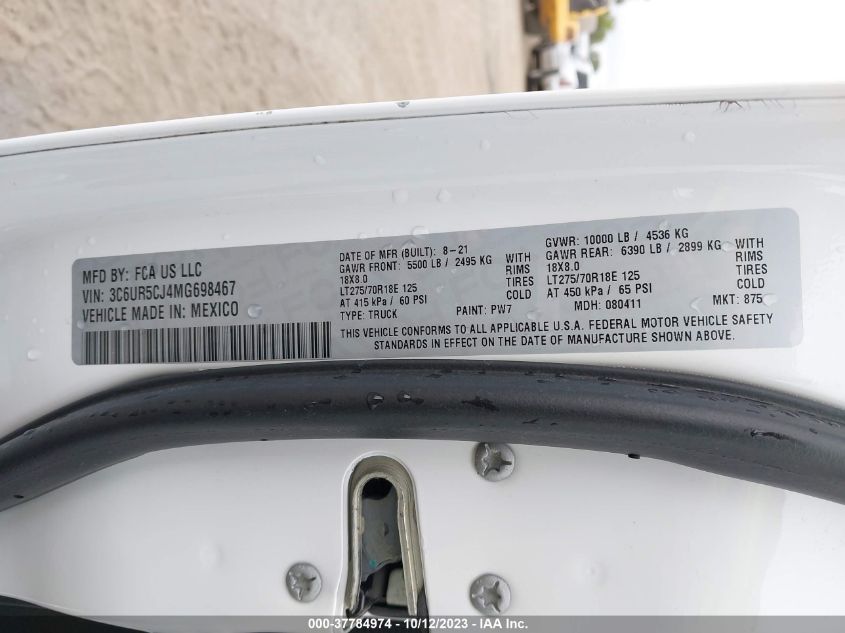 MFD BY: FCA US LLC
VIN: 3C6UR5CJ4MG698467
VEHICLE MADE IN: MEXICO
DATE OF MFR (BUILT): 8-21
GAWR FRONT: 5500 LB / 2495 KG WITH
18X8.0 RIMS
LT275/70R18E 125 TIRES
AT 415 kPa / 60 PSI COLD
TYPE: TRUCK PAINT: PW7
GVWR: 10000 LB / 4536 KG
GAWR REAR: 6390 LB / 2899 KG WITH
18X8.0 RIMS
LT275/70R18E 125 TIRES
AT 450 kPa / 65 PSI COLD
MDH: 080411 MKT: 875
THIS VEHICLE CONFORMS TO ALL APPLICABLE U.S.A. FEDERAL MOTOR VEHICLE SAFETY
STANDARDS IN EFFECT ON THE DATE OF MANUFACTURE SHOWN ABOVE.
000-37784974 | 10/12/2023 | IAA Inc.